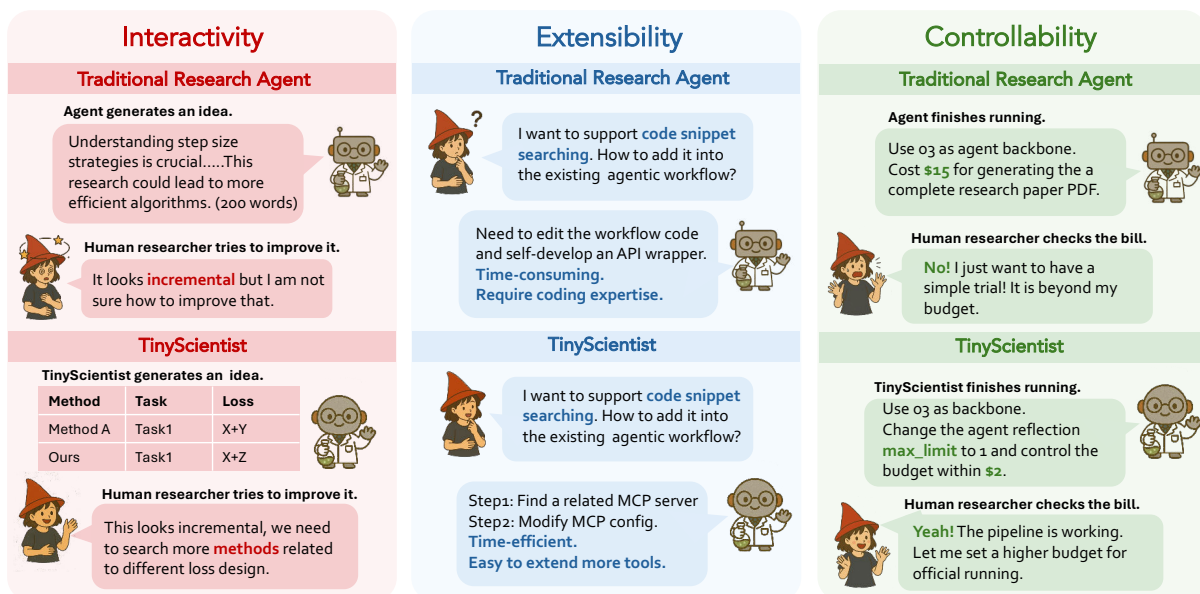 Interactivity
Traditional Research Agent
Agent generates an idea.
Understanding step size
strategies is crucial.....This
research could lead to more
efficient algorithms. (200 words)
Human researcher tries to improve it.
It looks incremental but I am not
sure how to improve that.
TinyScientist
TinyScientist generates an idea.
Method Task Loss
Method A Task1 X+Y
Ours Task1 X+Z
Human researcher tries to improve it.
This looks incremental, we need
to search more methods related
to different loss design.
Extensibility
Traditional Research Agent
?
I want to support code snippet
searching. How to add it into
the existing agentic workflow?
Need to edit the workflow code
and self-develop an API wrapper.
Time-consuming.
Require coding expertise.
TinyScientist
I want to support code snippet
searching. How to add it into
the existing agentic workflow?
Step1: Find a related MCP server
Step2: Modify MCP config.
Time-efficient.
Easy to extend more tools.
Controllability
Traditional Research Agent
Agent finishes running.
Use o3 as agent backbone.
Cost $15 for generating the a
complete research paper PDF.
Human researcher checks the bill.
No! I just want to have a
simple trial! It is beyond my
budget.
TinyScientist
TinyScientist finishes running.
Use o3 as backbone.
Change the agent reflection
max_limit to 1 and control the
budget within $2.
Human researcher checks the bill.
Yeah! The pipeline is working.
Let me set a higher budget for
official running.